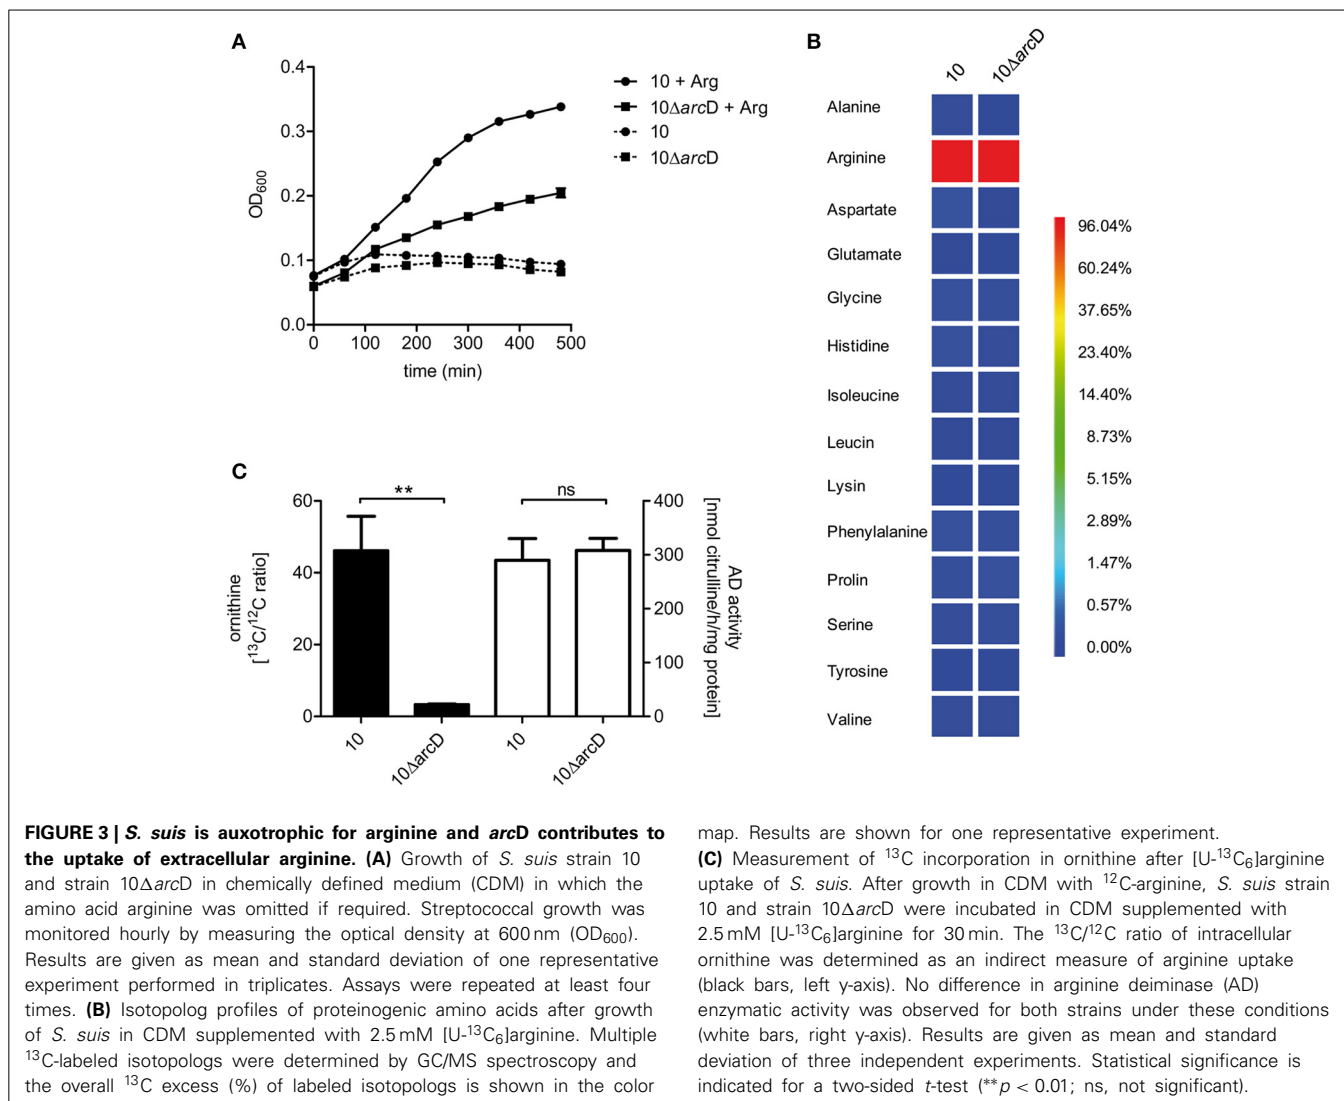 A
0.4
0.3
0.2
0.1
0.0
OD600
0 100 200 300 400 500
time (min)
10 + Arg
10ΔarcD + Arg
10
10ΔarcD
B
10
10ΔarcD
Alanine
Arginine
Aspartate
Glutamate
Glycine
Histidine
Isoleucine
Leucin
Lysin
Phenylalanine
Prolin
Serine
Tyrosine
Valine
96.04%
60.24%
37.65%
23.40%
14.40%
8.73%
5.15%
2.89%
1.47%
0.57%
0.00%
C
** ns
60
40
20
0
ornithine
[13C/12C ratio]
400
300
200
100
0
AD activity
[nmol citrulline/h/mg protein]
10 10ΔarcD 10 10ΔarcD
FIGURE 3 | S. suis is auxotrophic for arginine and arcD contributes to
the uptake of extracellular arginine. (A) Growth of S. suis strain 10
and strain 10ΔarcD in chemically defined medium (CDM) in which the
amino acid arginine was omitted if required. Streptococcal growth was
monitored hourly by measuring the optical density at 600 nm (OD600).
Results are given as mean and standard deviation of one representative
experiment performed in triplicates. Assays were repeated at least four
times. (B) Isotopolog profiles of proteinogenic amino acids after growth
of S. suis in CDM supplemented with 2.5 mM [U-13C6]arginine. Multiple
13C-labeled isotopologs were determined by GC/MS spectroscopy and
the overall 13C excess (%) of labeled isotopologs is shown in the color
map. Results are shown for one representative experiment.
(C) Measurement of 13C incorporation in ornithine after [U-13C6]arginine
uptake of S. suis. After growth in CDM with 12C-arginine, S. suis strain
10 and strain 10ΔarcD were incubated in CDM supplemented with
2.5 mM [U-13C6]arginine for 30 min. The 13C/12C ratio of intracellular
ornithine was determined as an indirect measure of arginine uptake
(black bars, left y-axis). No difference in arginine deiminase (AD)
enzymatic activity was observed for both strains under these conditions
(white bars, right y-axis). Results are given as mean and standard
deviation of three independent experiments. Statistical significance is
indicated for a two-sided t-test (**p < 0.01; ns, not significant).